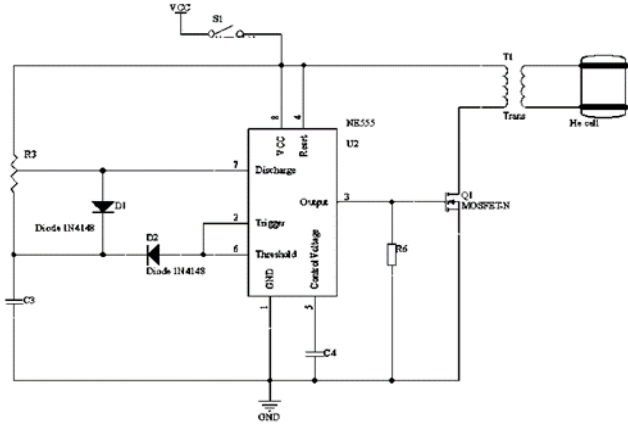 VCC
S1
T1
Trans
He cell
NE555
U2
8
4
VCC
Reset
R3
7
Discharge
D1
Diode 1N4148
Output
3
Q1
MOSFET-N
2
Trigger
D2
Diode 1N4148
6
Threshold
Control Voltage
GND
R6
C3
1
5
C4
GND